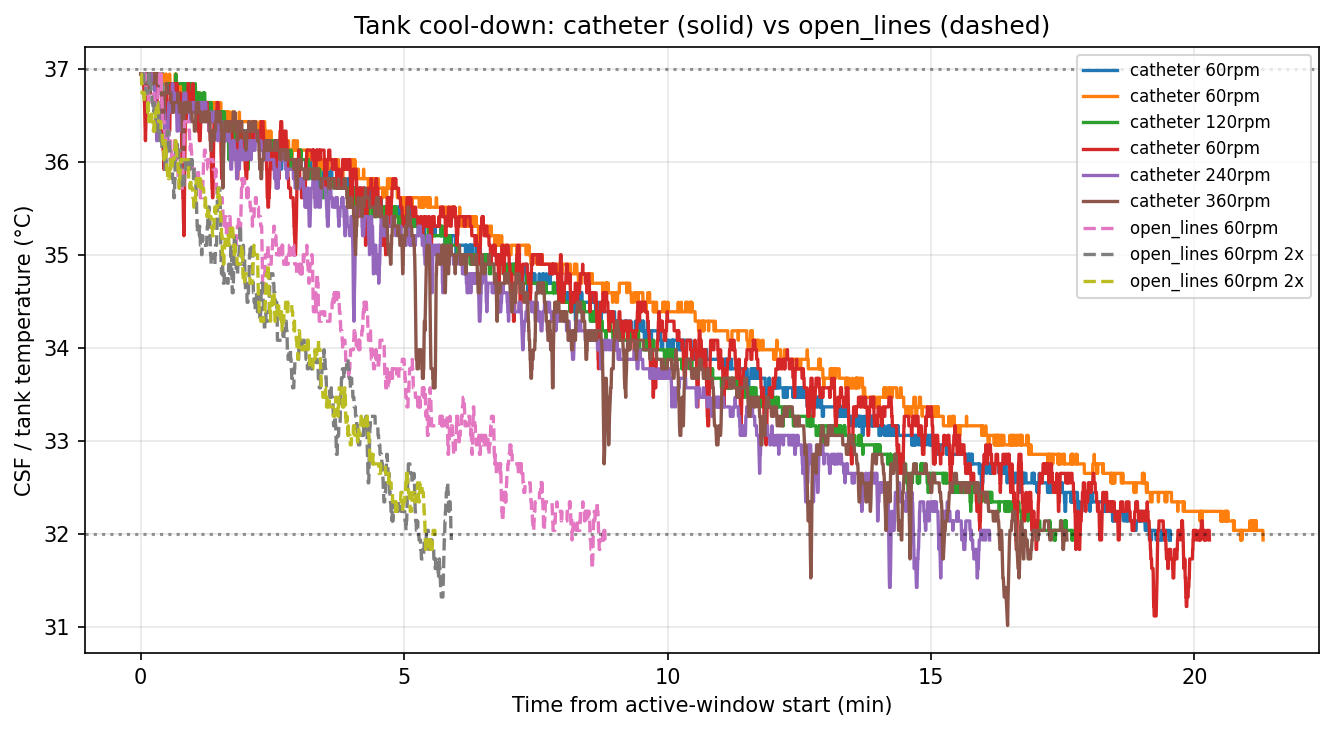 Tank cool-down: catheter (solid) vs open_lines (dashed)
CSF / tank temperature (°C)
37
36
35
34
33
32
31
catheter 60rpm
catheter 60rpm
catheter 120rpm
catheter 60rpm
catheter 240rpm
catheter 360rpm
open_lines 60rpm
open_lines 60rpm 2x
open_lines 60rpm 2x
0 5 10 15 20
Time from active-window start (min)